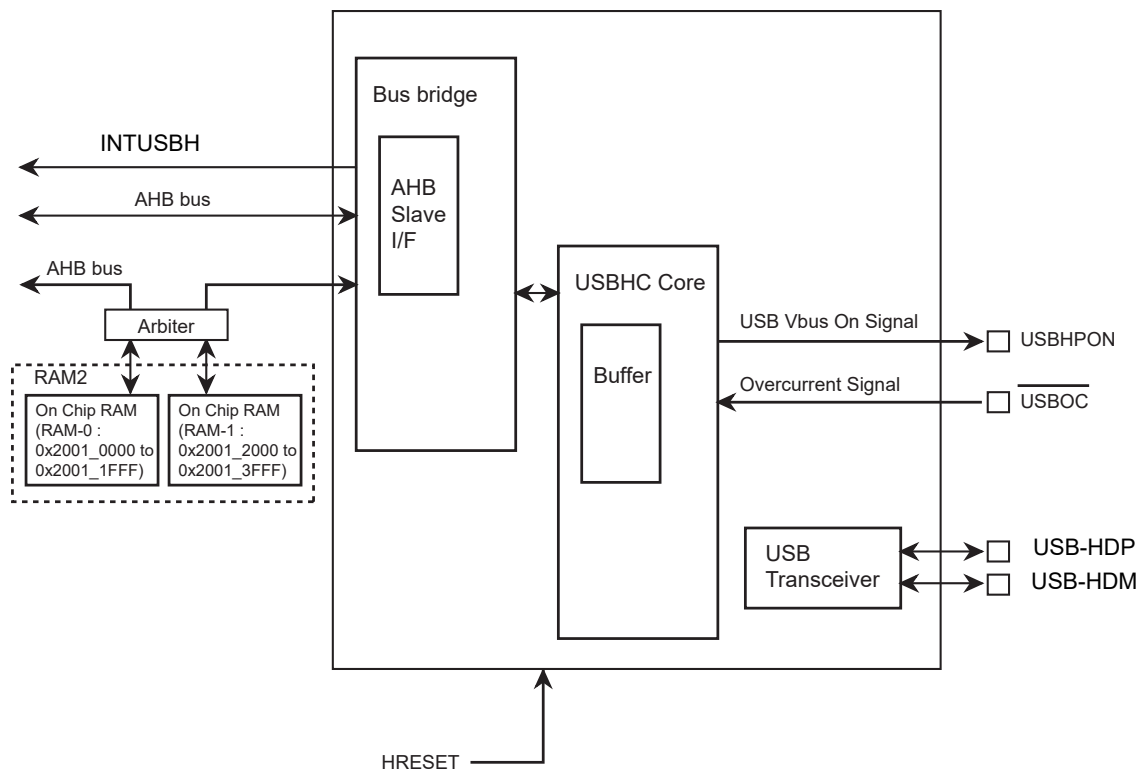 Bus bridge
INTUSBH
AHB bus
AHB
Slave
I/F
AHB bus
Arbiter
RAM2
On Chip RAM
(RAM-0 :
0x2001_0000 to
0x2001_1FFF)
On Chip RAM
(RAM-1 :
0x2001_2000 to
0x2001_3FFF)
USBHC Core
Buffer
USB Vbus On Signal
USBHPON
Overcurrent Signal
USBOC
USB
Transceiver
USB-HDP
USB-HDM
HRESET